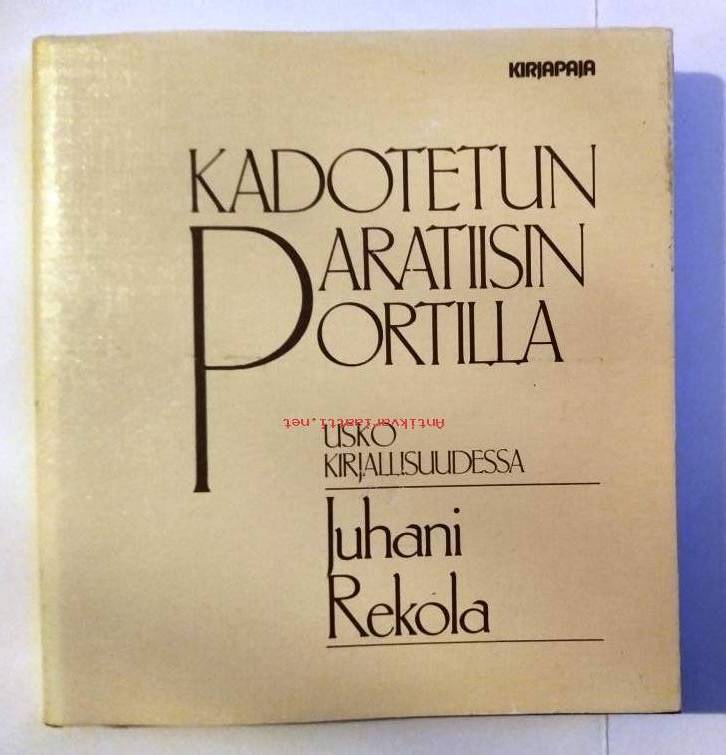 KIRJAPAJA
KADOTETUN
PARATIISIN
PORTILLA
Antikvariaatti.net
USKO
KIRJALLISUUDESSA
Juhani
Rekola